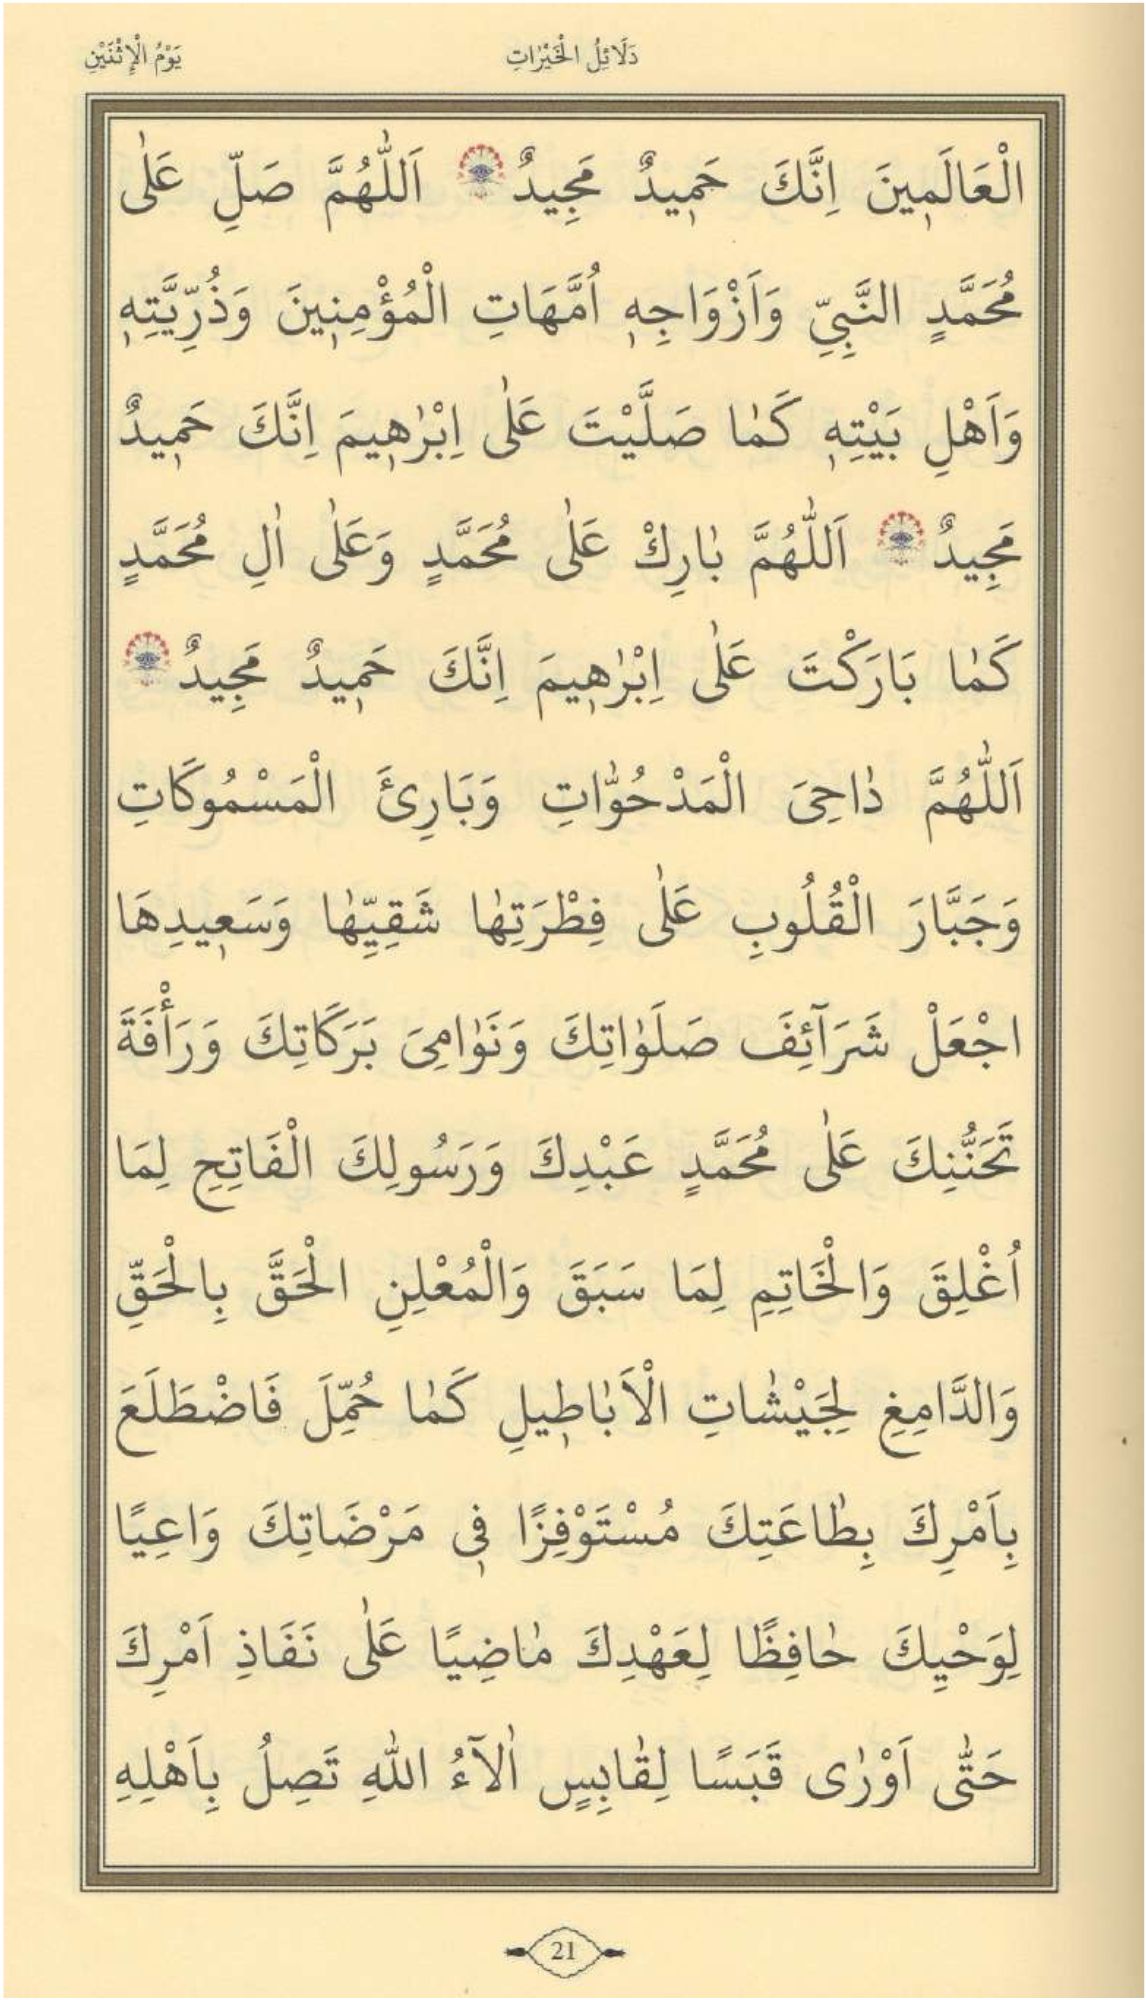 دَلَائِلُ الْخَيْرَاتِ
يَوْمُ الْإِثْنَيْنِ
الْعَالَمِينَ اِنَّكَ حَمِيدٌ مَجِيدٌ اَللّٰهُمَّ صَلِّ عَلٰى
مُحَمَّدٍ النَّبِيِّ وَاَزْوَاجِهٖ اُمَّهَاتِ الْمُؤْمِنٖينَ وَذُرِّيَّتِهٖ
وَاَهْلِ بَيْتِهٖ كَمٰا صَلَّيْتَ عَلٰى اِبْرٰهٖيمَ اِنَّكَ حَمٖيدٌ
مَجِيدٌ اَللّٰهُمَّ بٰارِكْ عَلٰى مُحَمَّدٍ وَعَلٰى اٰلِ مُحَمَّدٍ
كَمٰا بَارَكْتَ عَلٰى اِبْرٰهٖيمَ اِنَّكَ حَمٖيدٌ مَجِيدٌ
اَللّٰهُمَّ دٰاحِيَ الْمَدْحُوّٰاتِ وَبَارِئَ الْمَسْمُوكَاتِ
وَجَبَّارَ الْقُلُوبِ عَلٰى فِطْرَتِهٰا شَقِيِّهٰا وَسَعٖيدِهَا
اجْعَلْ شَرَآئِفَ صَلَوٰاتِكَ وَنَوٰامِيَ بَرَكَاتِكَ وَرَأْفَةَ
تَحَنُّنِكَ عَلٰى مُحَمَّدٍ عَبْدِكَ وَرَسُولِكَ الْفَاتِحِ لِمَا
اُغْلِقَ وَالْخَاتِمِ لِمَا سَبَقَ وَالْمُعْلِنِ الْحَقَّ بِالْحَقِّ
وَالدَّامِغِ لِجَيْشٰاتِ الْاَبٰاطٖيلِ كَمٰا حُمِّلَ فَاضْطَلَعَ
بِاَمْرِكَ بِطٰاعَتِكَ مُسْتَوْفِزًا فٖي مَرْضَاتِكَ وَاعِيًا
لِوَحْيِكَ حٰافِظًا لِعَهْدِكَ مٰاضِيًا عَلٰى نَفَاذِ اَمْرِكَ
حَتّٰى اَوْرٰى قَبَسًا لِقٰابِسٍ اٰلآءُ اللّٰهِ تَصِلُ بِاَهْلِهِ
21